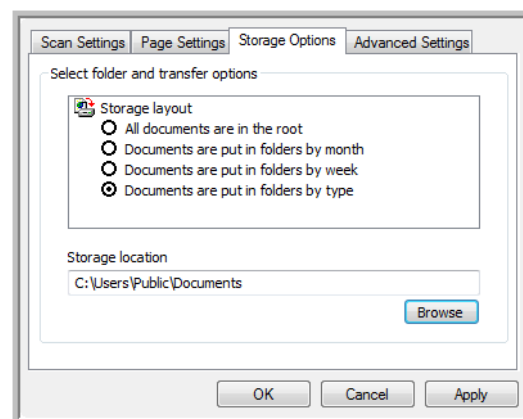 Scan Settings Page Settings Storage Options Advanced Settings
Select folder and transfer options
Storage layout
All documents are in the root
Documents are put in folders by month
Documents are put in folders by week
Documents are put in folders by type
Storage location
C:\Users\Public\Documents
Browse
OK Cancel Apply